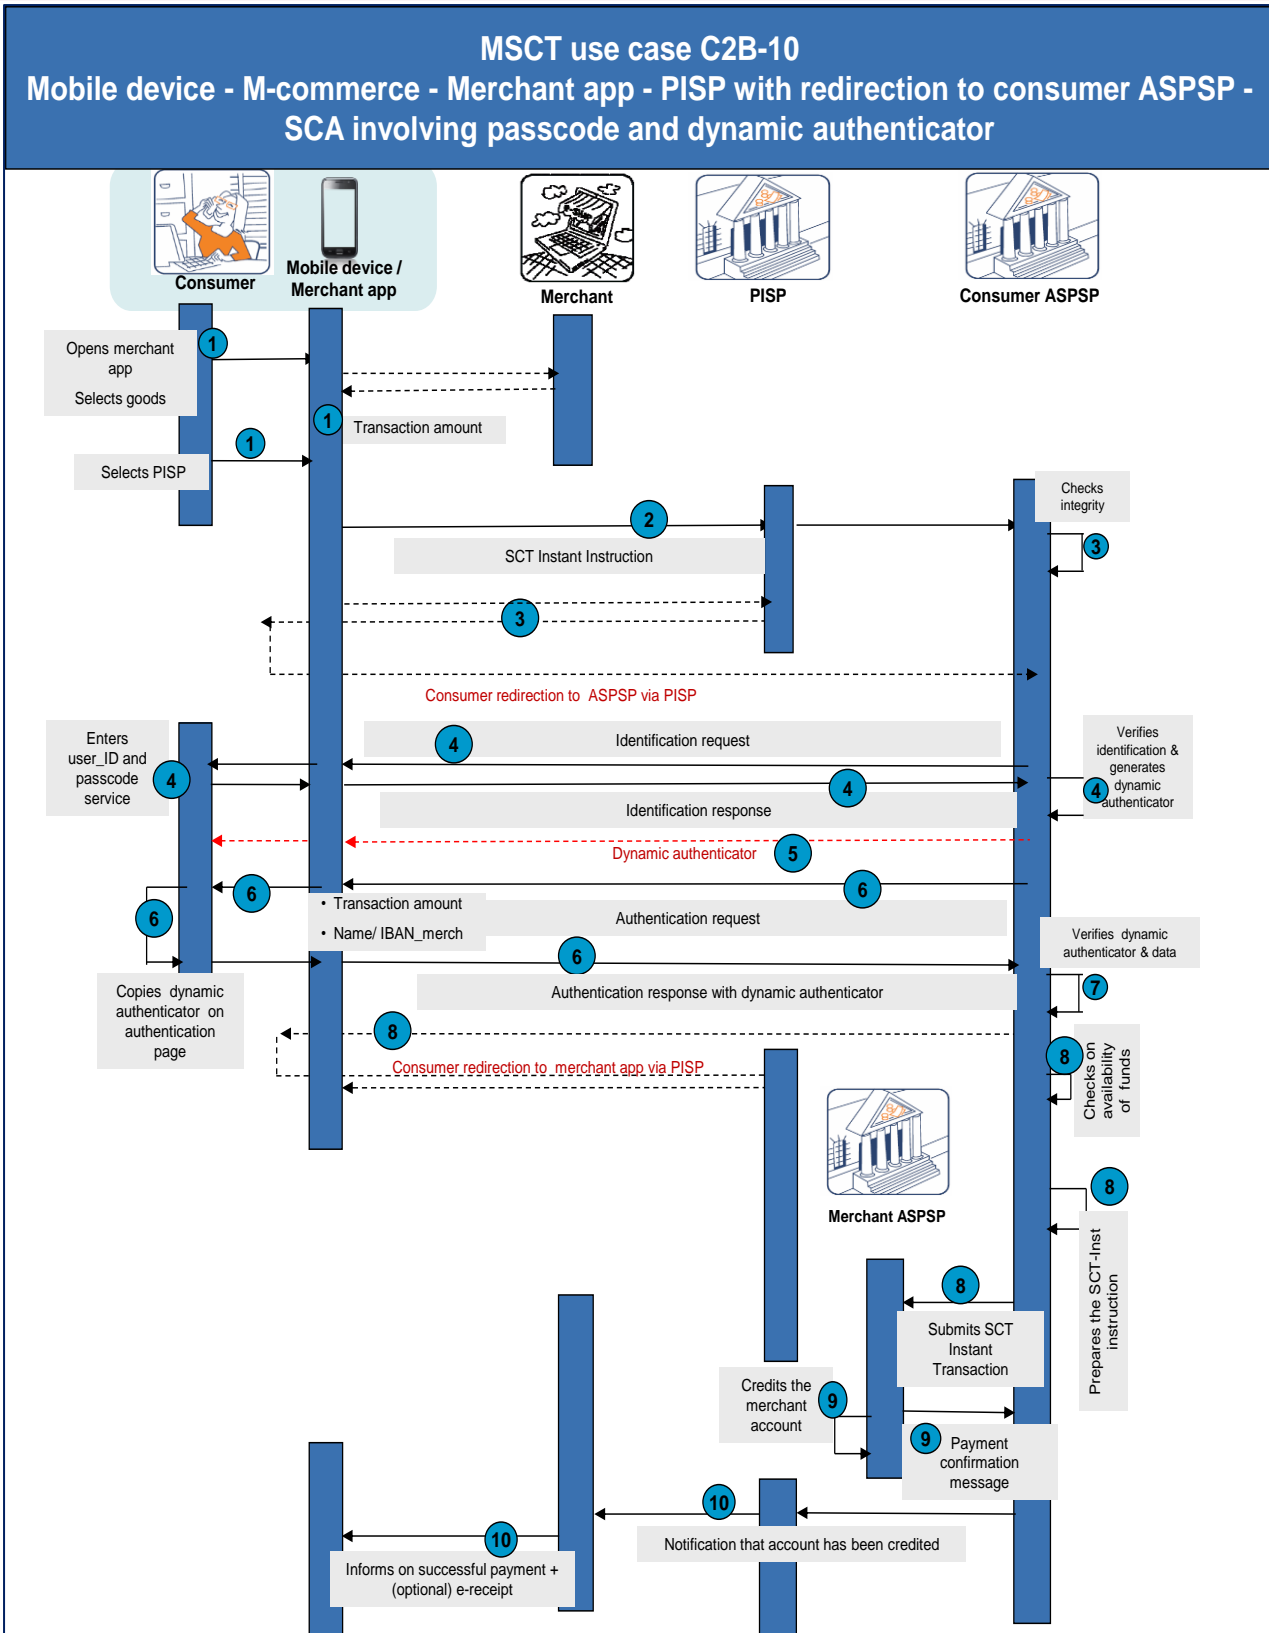 MSCT use case C2B-10
Mobile device - M-commerce - Merchant app - PISP with redirection to consumer ASPSP -
SCA involving passcode and dynamic authenticator
Consumer
Mobile device /
Merchant app
Merchant
PISP
Consumer ASPSP
Opens merchant
app
Selects goods
1
1
Transaction amount
1
Selects PISP
Checks
integrity
2
SCT Instant Instruction
3
3
Consumer redirection to ASPSP via PISP
Enters
user_ID and
passcode
service
4
4
Identification request
4
Identification response
Verifies
identification &
generates
dynamic
authenticator
4
Dynamic authenticator
5
6
6
6
• Transaction amount
• Name/ IBAN_merch
Authentication request
6
Verifies dynamic
authenticator & data
7
Copies dynamic
authenticator on
authentication
page
Authentication response with dynamic authenticator
8
Consumer redirection to merchant app via PISP
8
Checks on
availability
of funds
Merchant ASPSP
8
Prepares the SCT-Inst
instruction
8
Submits SCT
Instant
Transaction
Credits the
merchant
account
9
9
Payment
confirmation
message
10
Notification that account has been credited
10
Informs on successful payment +
(optional) e-receipt